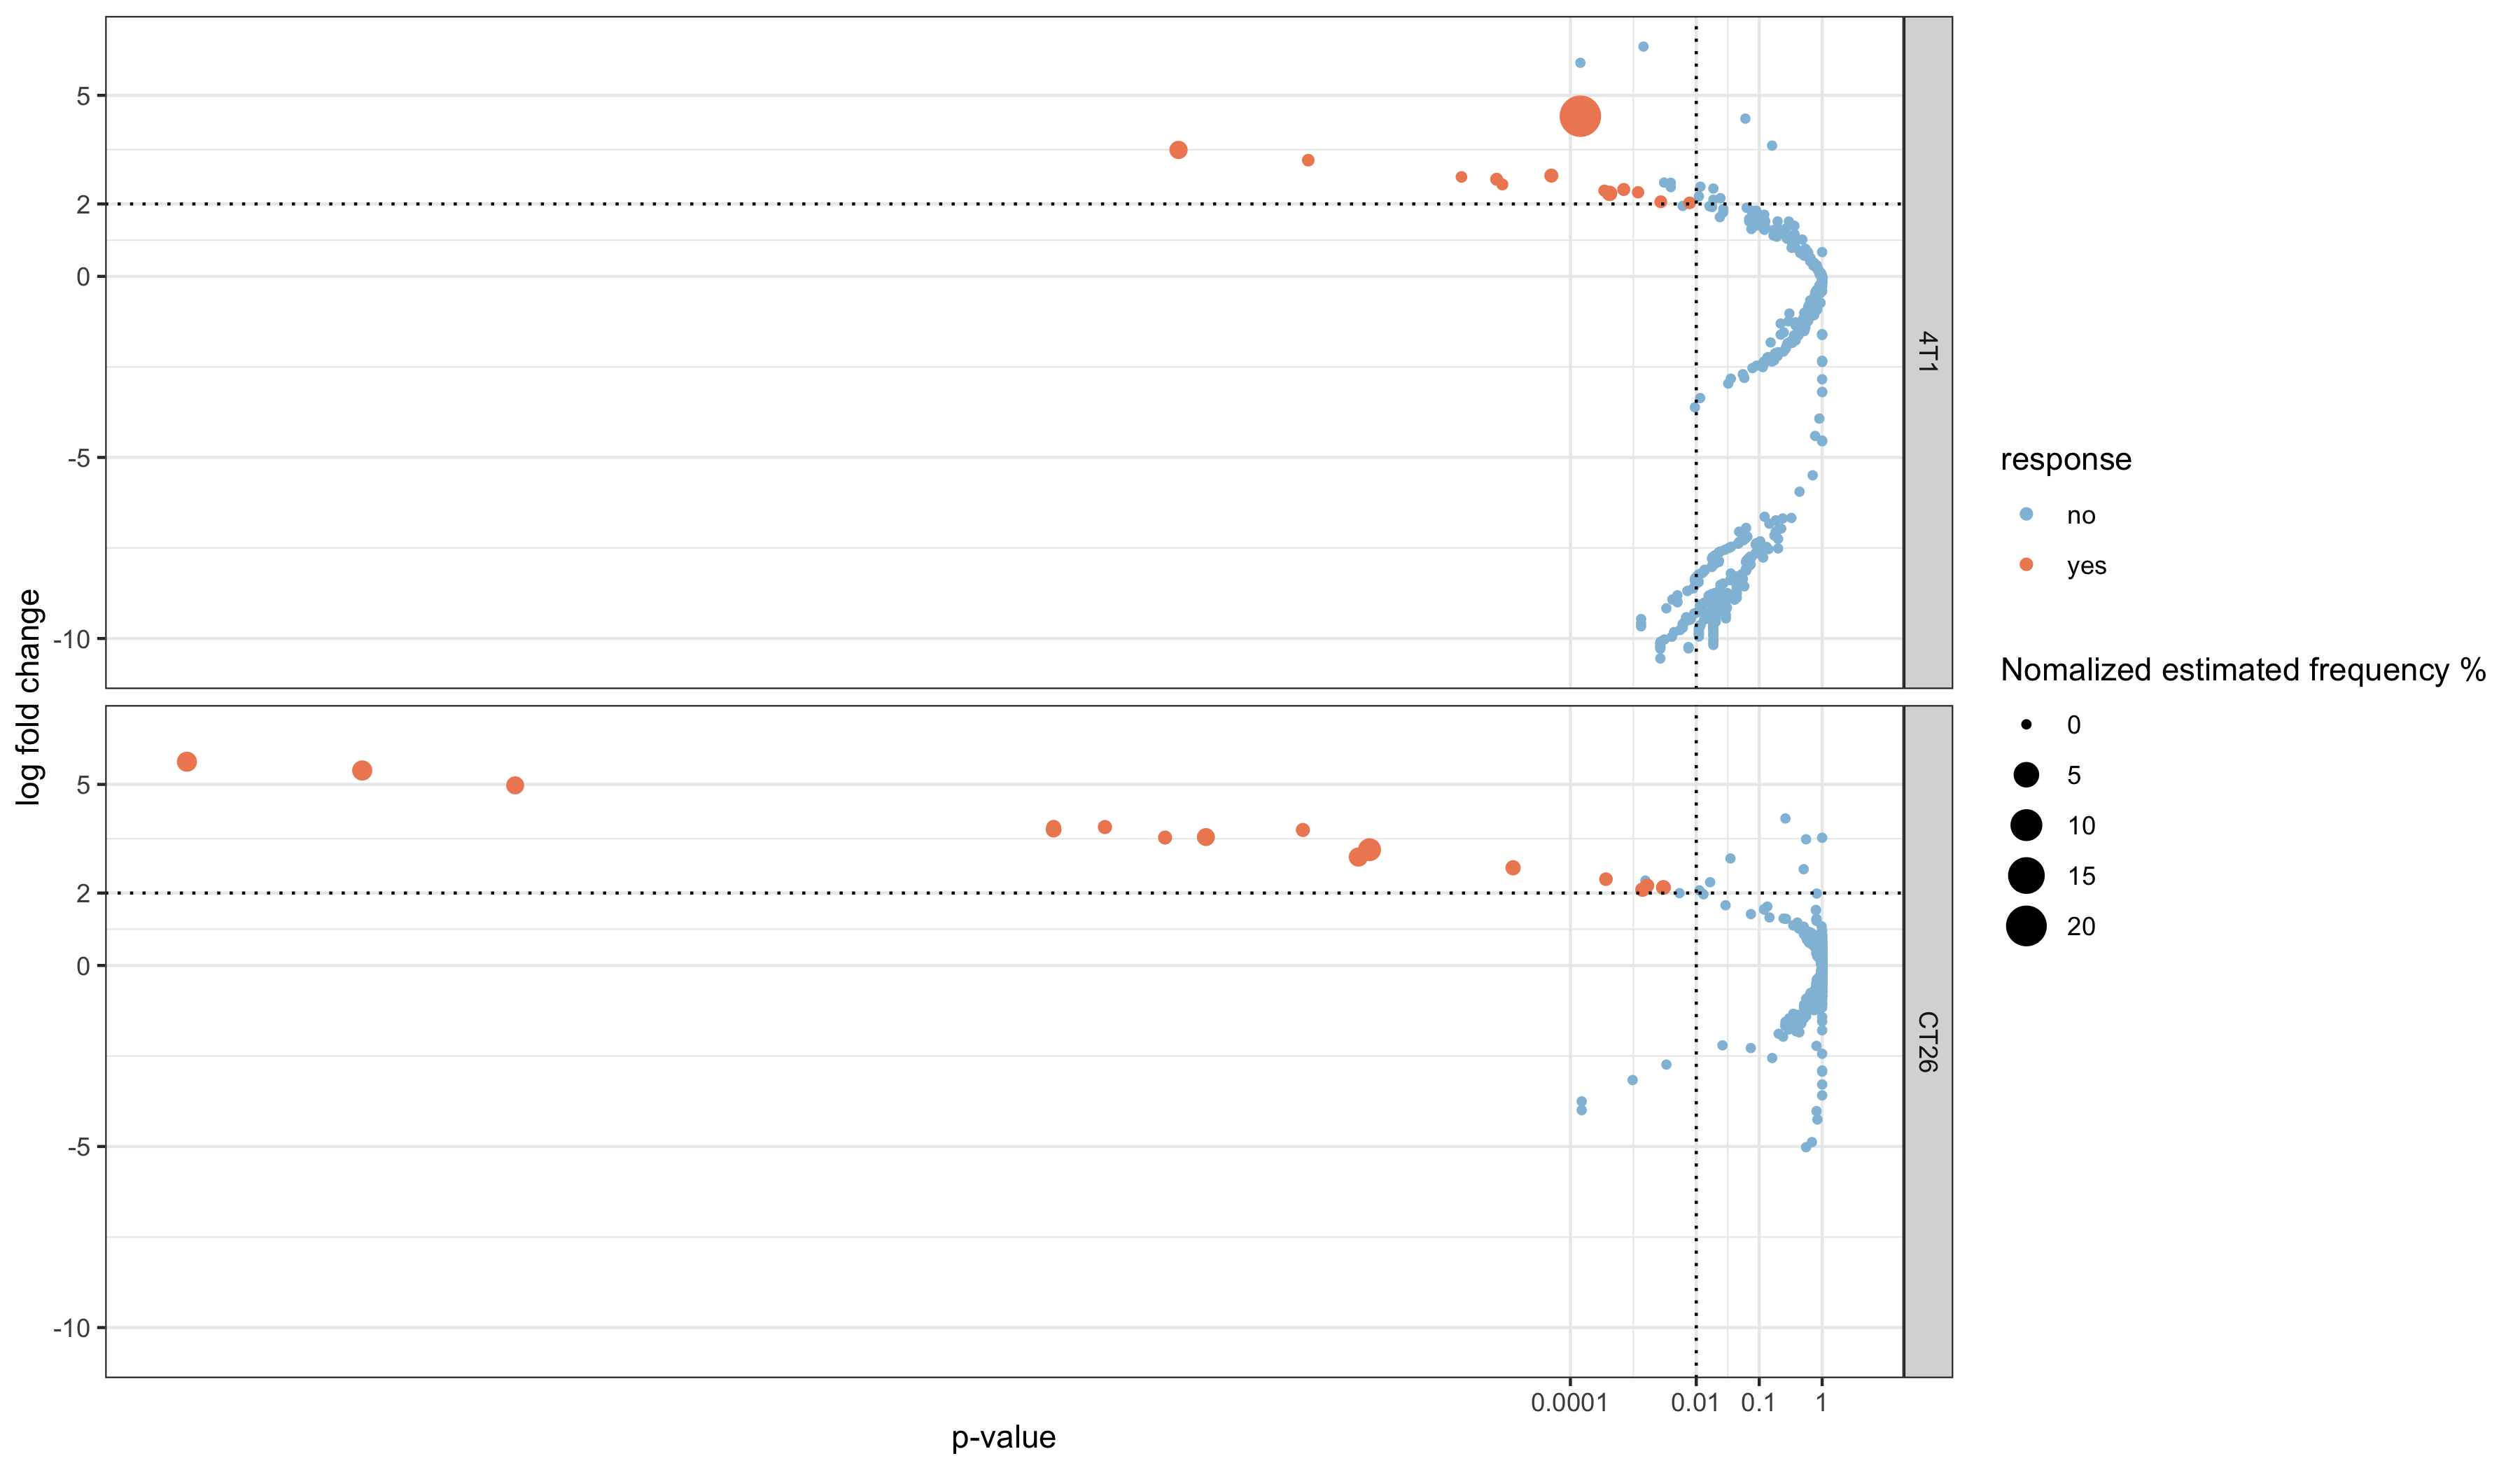 log fold change
5
2
0
-5
-10
4T1
5
2
0
-5
-10
CT26
0.0001
0.01
0.1
1
p-value
response
no
yes
Nomalized estimated frequency %
0
5
10
15
20